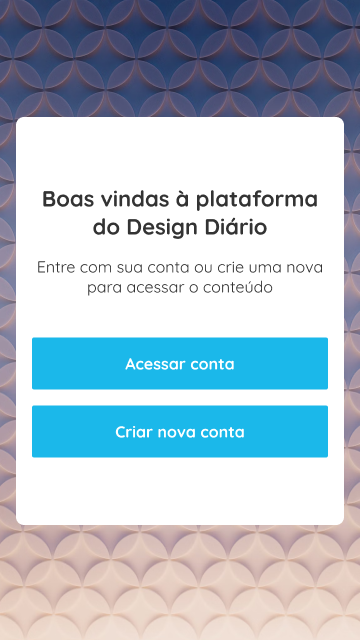 Boas vindas à plataforma
do Design Diário
Entre com sua conta ou crie uma nova
para acessar o conteúdo
Acessar conta
Criar nova conta